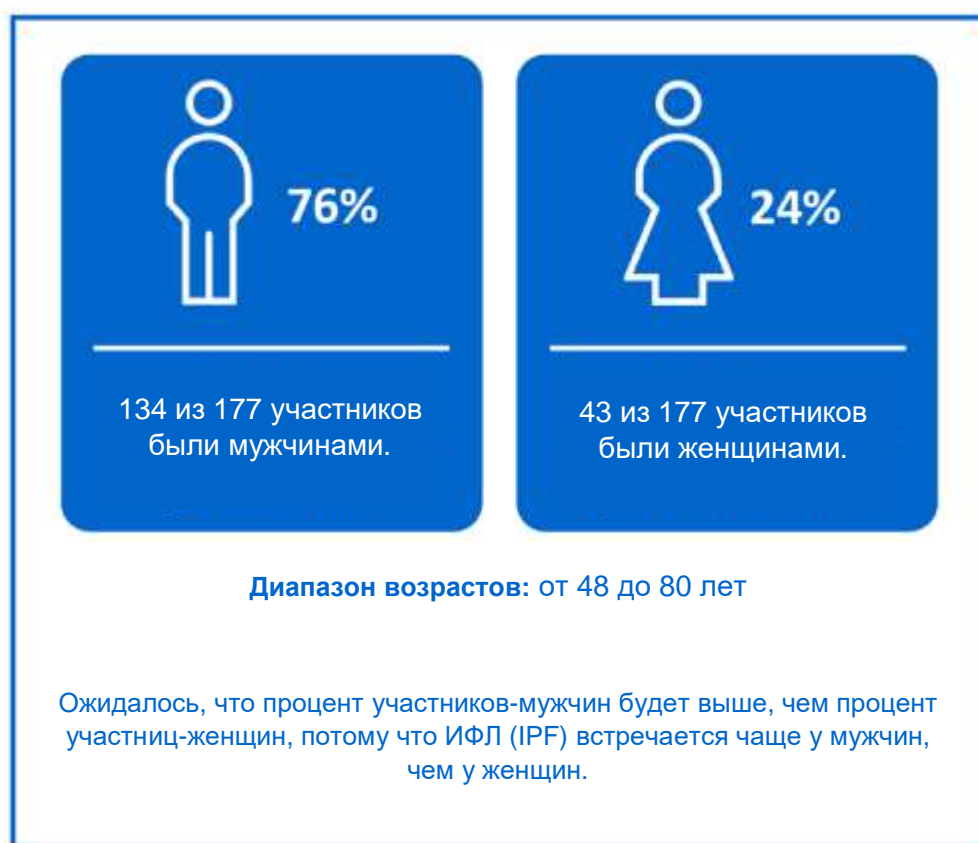 76%
134 из 177 участников
были мужчинами.
24%
43 из 177 участников
были женщинами.
Диапазон возрастов: от 48 до 80 лет
Ожидалось, что процент участников-мужчин будет выше, чем процент
участниц-женщин, потому что ИФЛ (IPF) встречается чаще у мужчин,
чем у женщин.